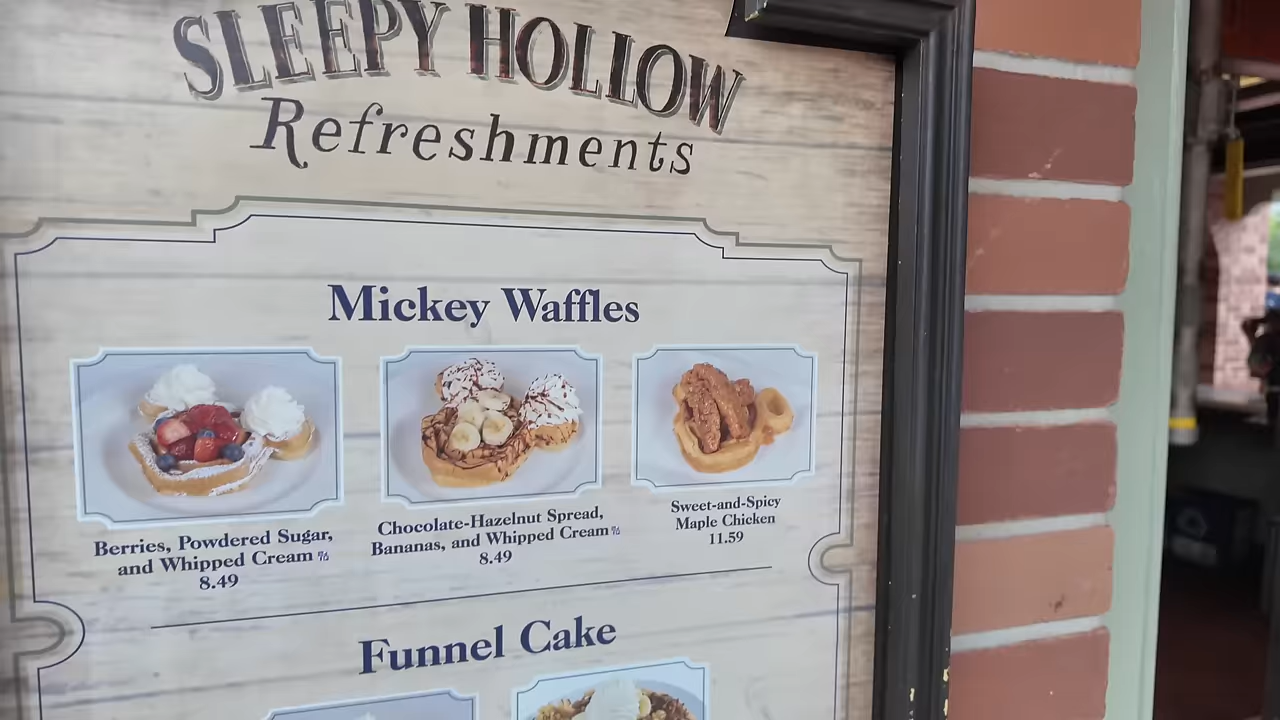 SLEEPY HOLLOW
Refreshments
Mickey Waffles
Berries, Powdered Sugar,
and Whipped Cream
8.49
Chocolate-Hazelnut Spread,
Bananas, and Whipped Cream
8.49
Sweet-and-Spicy
Maple Chicken
11.59
Funnel Cake